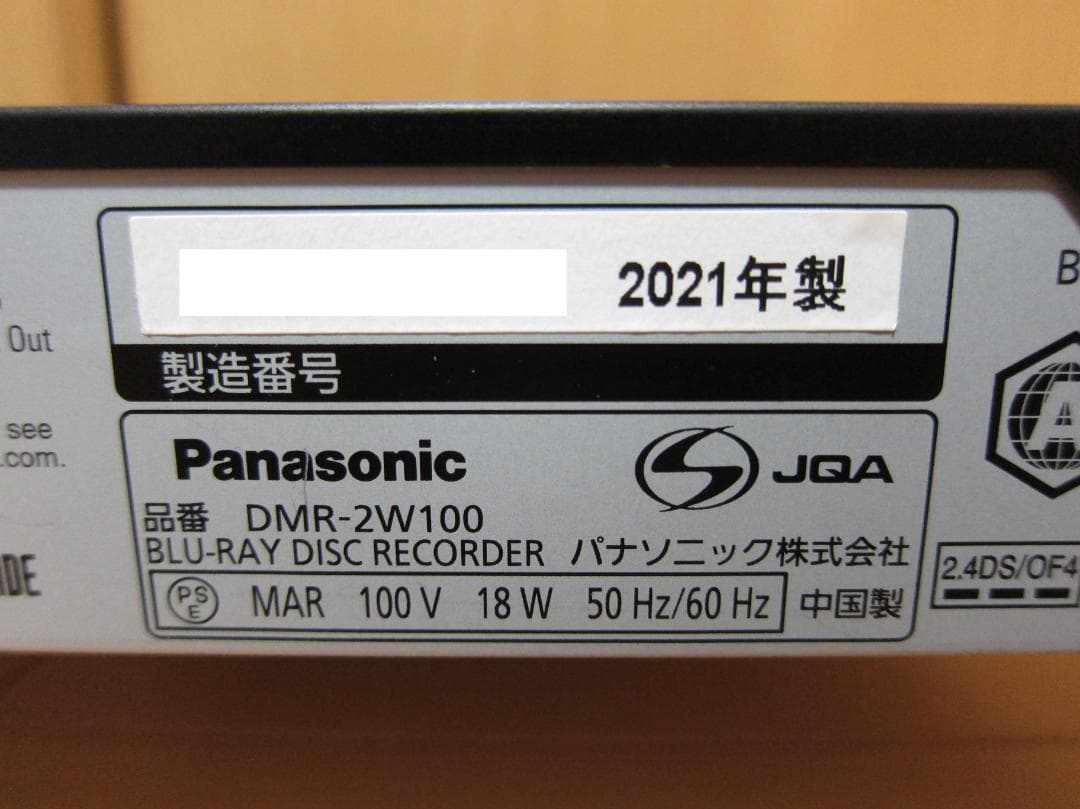 2021年製
製造番号
Out
see
.com.
Panasonic
JQA
品番 DMR-2W100
BLU-RAY DISC RECORDER パナソニック株式会社
PSE MAR 100 V 18 W 50 Hz/60 Hz 中国製
B
A
2.4DS/OF4